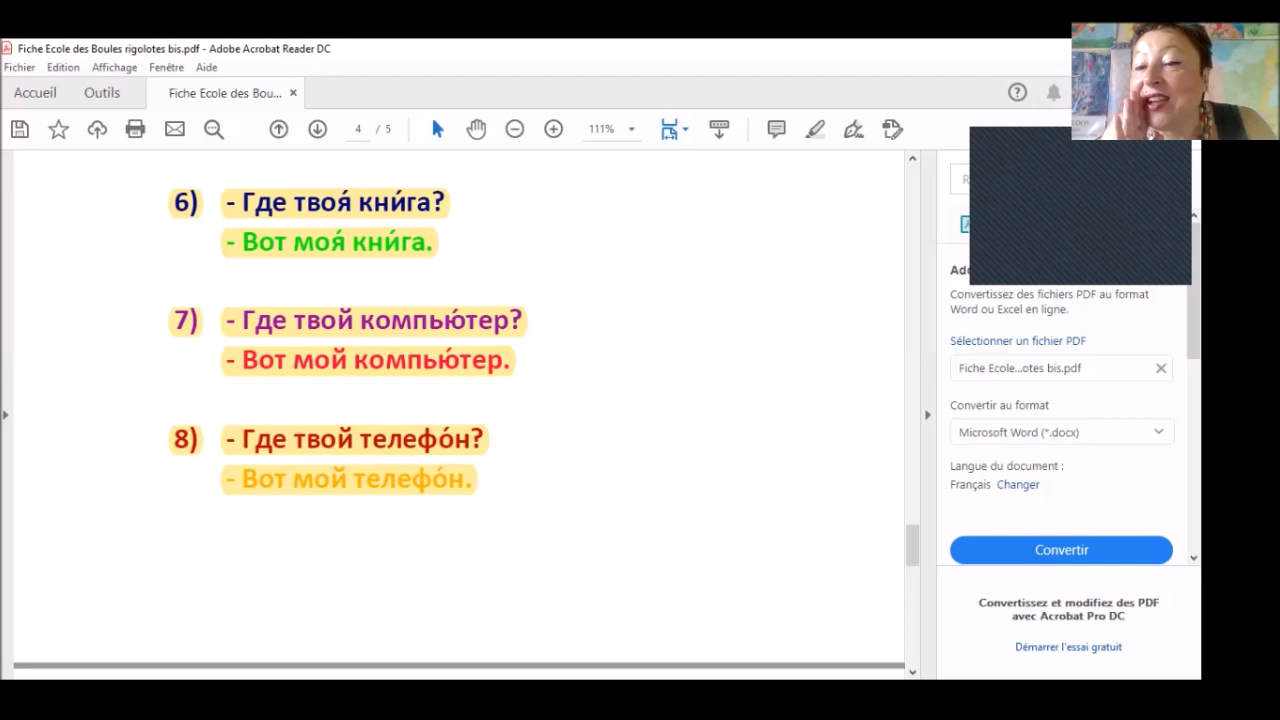 Fiche Ecole des Boules rigolotes bis.pdf - Adobe Acrobat Reader DC
Fichier Edition Affichage Fenêtre Aide
Accueil Outils Fiche Ecole des Bou... ×
4 / 5 111%
6) - Где твоя́ кни́га?
- Вот моя́ кни́га.
7) - Где твой компью́тер?
- Вот мой компью́тер.
8) - Где твой телефо́н?
- Вот мой телефо́н.
Convertissez des fichiers PDF au format
Word ou Excel en ligne.
Sélectionner un fichier PDF
Fiche Ecole...otes bis.pdf
Convertir au format
Microsoft Word (*.docx)
Langue du document :
Français Changer
Convertir
Convertissez et modifiez des PDF
avec Acrobat Pro DC
Démarrer l'essai gratuit